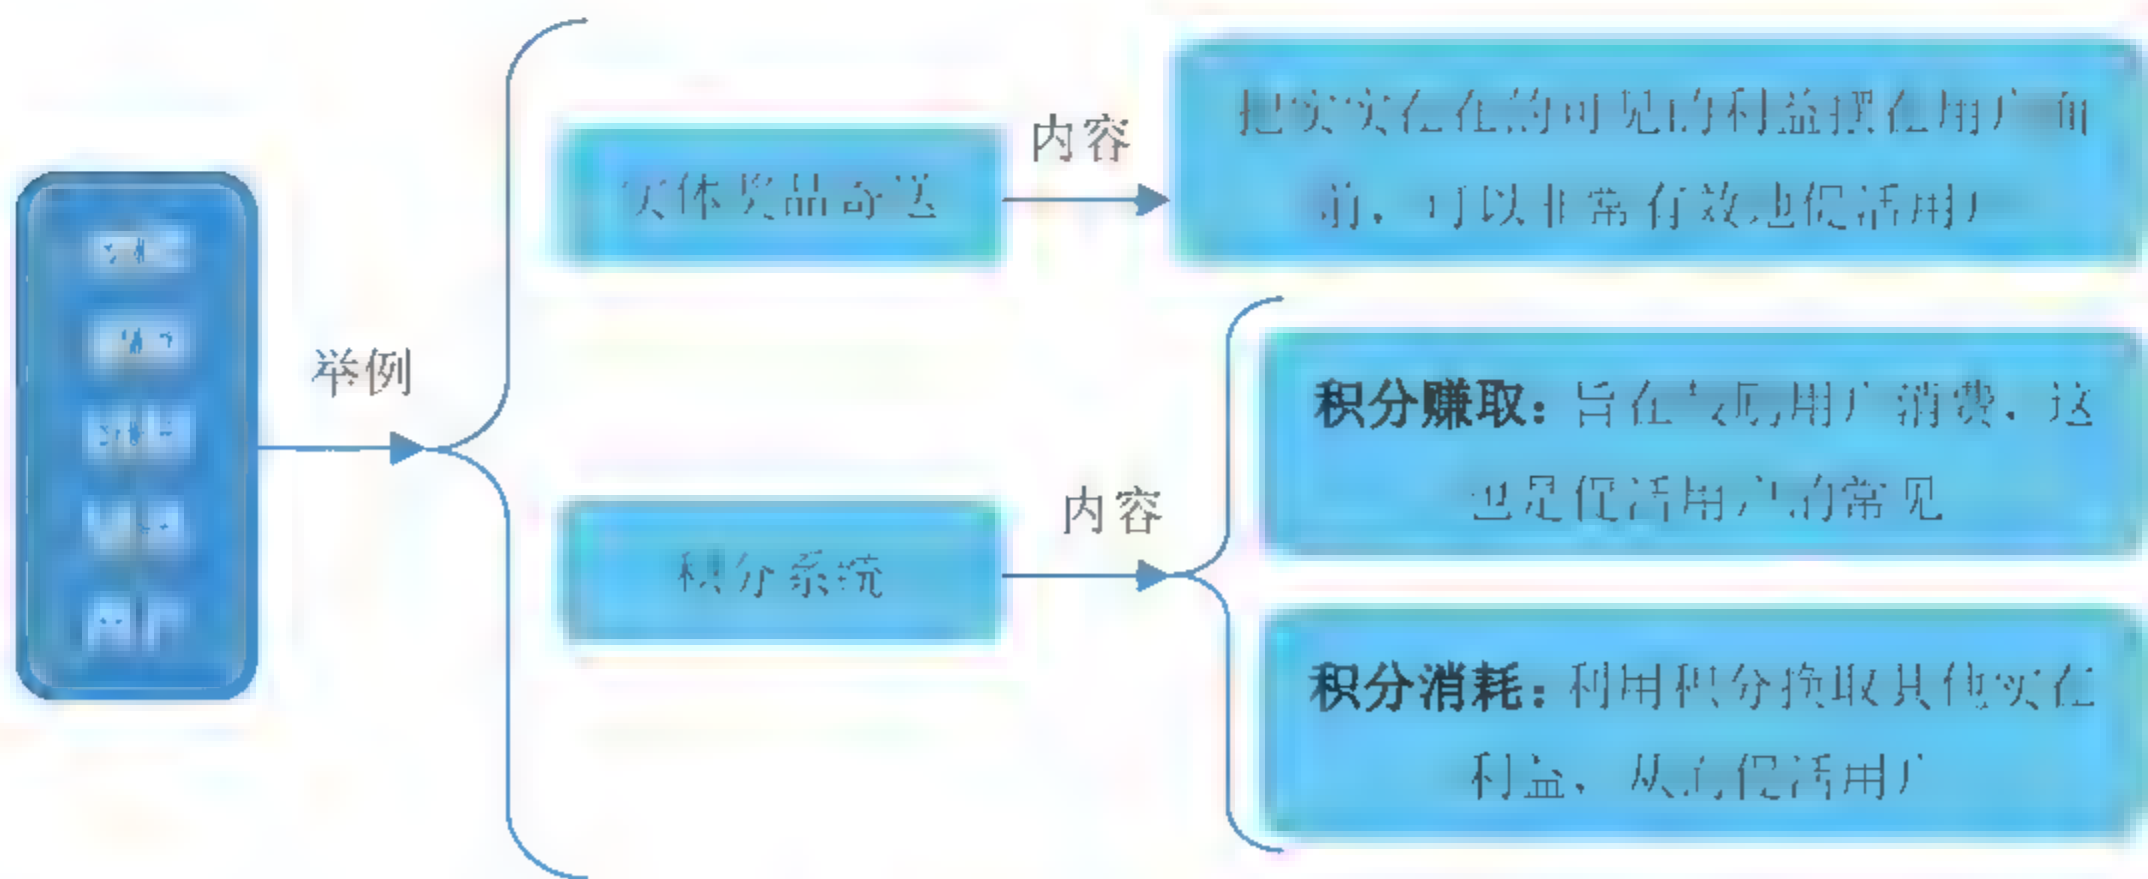 举例
实体奖品寄送
内容
把实实在在的可见的利益摆在用户面
前，可以非常有效地促活用户
积分系统
内容
积分赚取：旨在 用户消费，这
也是促活用户的常见
积分消耗：利用积分换取其他实在
利益，从而促活用户
用户